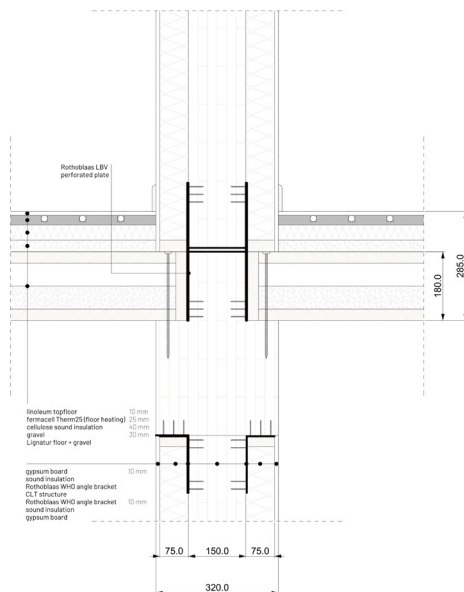 Rothoblaas LBV
perforated plate
285.0
180.0
linoleum topfloor 10 mm
fermacell Therm25 (floor heating) 25 mm
cellulose sound insulation 40 mm
gravel 30 mm
Lignatur floor + gravel
gypsum board 10 mm
sound insulation
Rothoblaas WHO angle bracket
CLT structure
Rothoblaas WHO angle bracket 10 mm
sound insulation
gypsum board
75.0 150.0 75.0
320.0